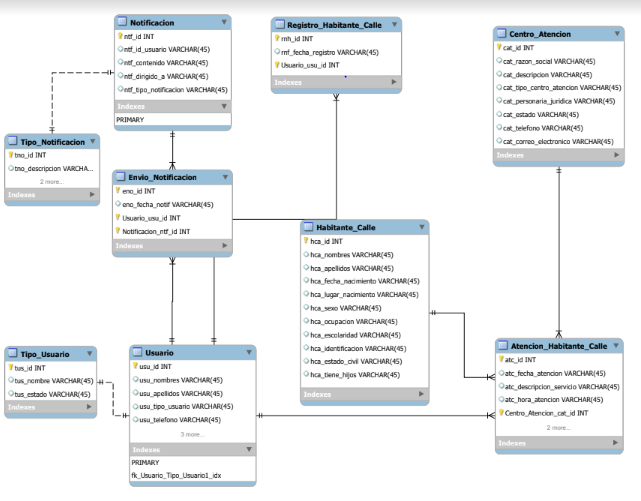 Notificacion
ntf_id INT
ntf_id_usuario VARCHAR(45)
ntf_contenido VARCHAR(45)
ntf_dirigido_a VARCHAR(45)
ntf_tipo_notificacion VARCHAR(45)
Indexes
PRIMARY
Registro_Habitante_Calle
rnh_id INT
rnf_fecha_registro VARCHAR(45)
Usuario_usu_id INT
Indexes
Centro_Atencion
cat_id INT
cat_razon_social VARCHAR(45)
cat_descripcion VARCHAR(45)
cat_tipo_centro_atencion VARCHAR(45)
cat_personaria_juridica VARCHAR(45)
cat_estado VARCHAR(45)
cat_telefono VARCHAR(45)
cat_correo_electronico VARCHAR(45)
Indexes
Tipo_Notificacion
tno_id INT
tno_descripcion VARCHA...
2 more...
Indexes
Envio_Notificacion
eno_id INT
eno_fecha_notif VARCHAR(45)
Usuario_usu_id INT
Notificacion_ntf_id INT
Indexes
Habitante_Calle
hca_id INT
hca_nombres VARCHAR(45)
hca_apellidos VARCHAR(45)
hca_fecha_nacimiento VARCHAR(45)
hca_lugar_nacimiento VARCHAR(45)
hca_sexo VARCHAR(45)
hca_ocupacion VARCHAR(45)
hca_escolaridad VARCHAR(45)
hca_identificacion VARCHAR(45)
hca_estado_civil VARCHAR(45)
hca_tiene_hijos VARCHAR(45)
Indexes
Tipo_Usuario
tus_id INT
tus_nombre VARCHAR(45)
tus_estado VARCHAR(45)
Indexes
Usuario
usu_id INT
usu_nombres VARCHAR(45)
usu_apellidos VARCHAR(45)
usu_tipo_usuario VARCHAR(45)
usu_telefono VARCHAR(45)
3 more...
Indexes
PRIMARY
fk_Usuario_Tipo_Usuario1_idx
Atencion_Habitante_Calle
atc_id INT
atc_fecha_atencion VARCHAR(45)
atc_descripcion_servicio VARCHAR(45)
atc_hora_atencion VARCHAR(45)
Centro_Atencion_cat_id INT
2 more...
Indexes